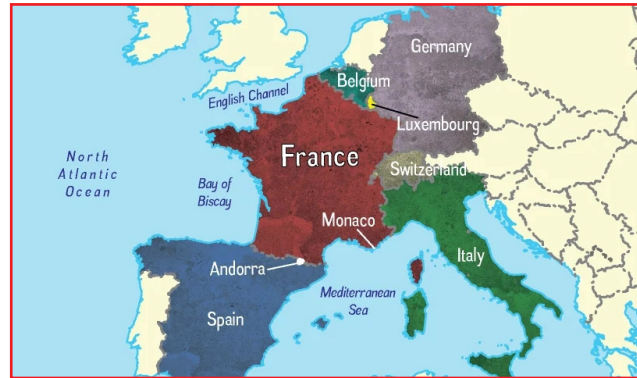 Germany
Belgium
English Channel
Luxembourg
France
North
Atlantic
Ocean
Switzerland
Bay of
Biscay
Monaco
Italy
Andorra
Mediterranean
Sea
Spain